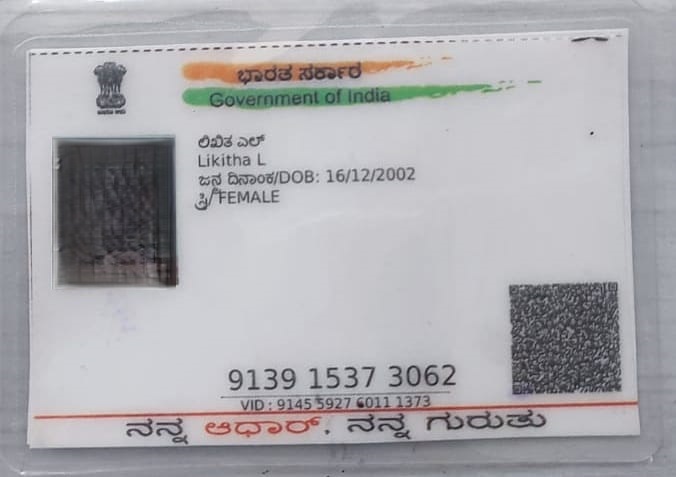 ಭಾರತ ಸರ್ಕಾರ
Government of India
ಲಿಖಿತ ಎಲ್
Likitha L
ಜನ್ಮ ದಿನಾಂಕ/DOB: 16/12/2002
ಸ್ತ್ರೀ/FEMALE
9139 1537 3062
VID : 9145 5927 6011 1373
ನನ್ನ ಆಧಾರ್, ನನ್ನ ಗುರುತು